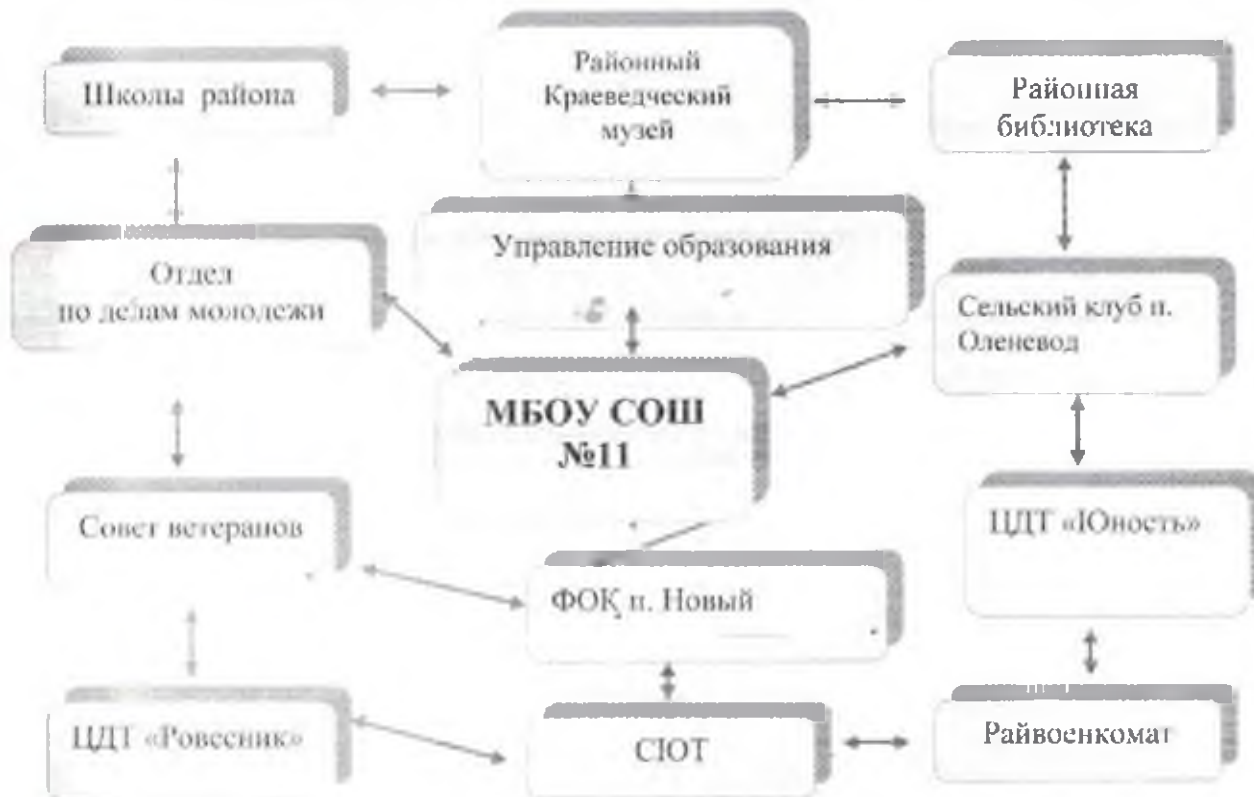 Школы района
Районный
Краеведческий
музей
Районная
библиотека
Отдел
по делам молодежи
Управление образования
Сельский клуб п.
Оленевод
МБОУ СОШ
№11
Совет ветеранов
ФОК п. Новый
ЦДТ «Юность»
ЦДТ «Ровесник»
СЮТ
Райвоенкомат